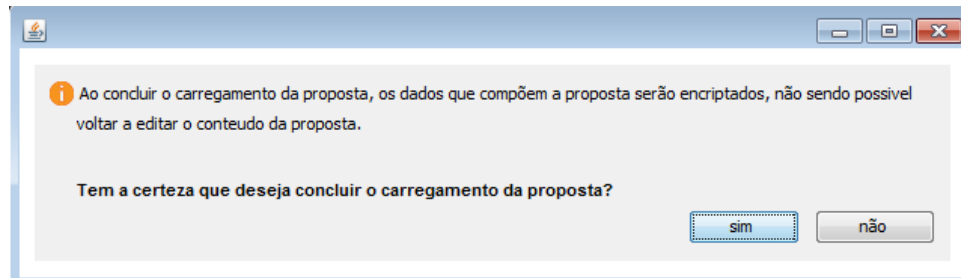 Ao concluir o carregamento da proposta, os dados que compõem a proposta serão encriptados, não sendo possivel
voltar a editar o conteudo da proposta.
Tem a certeza que deseja concluir o carregamento da proposta?
sim não